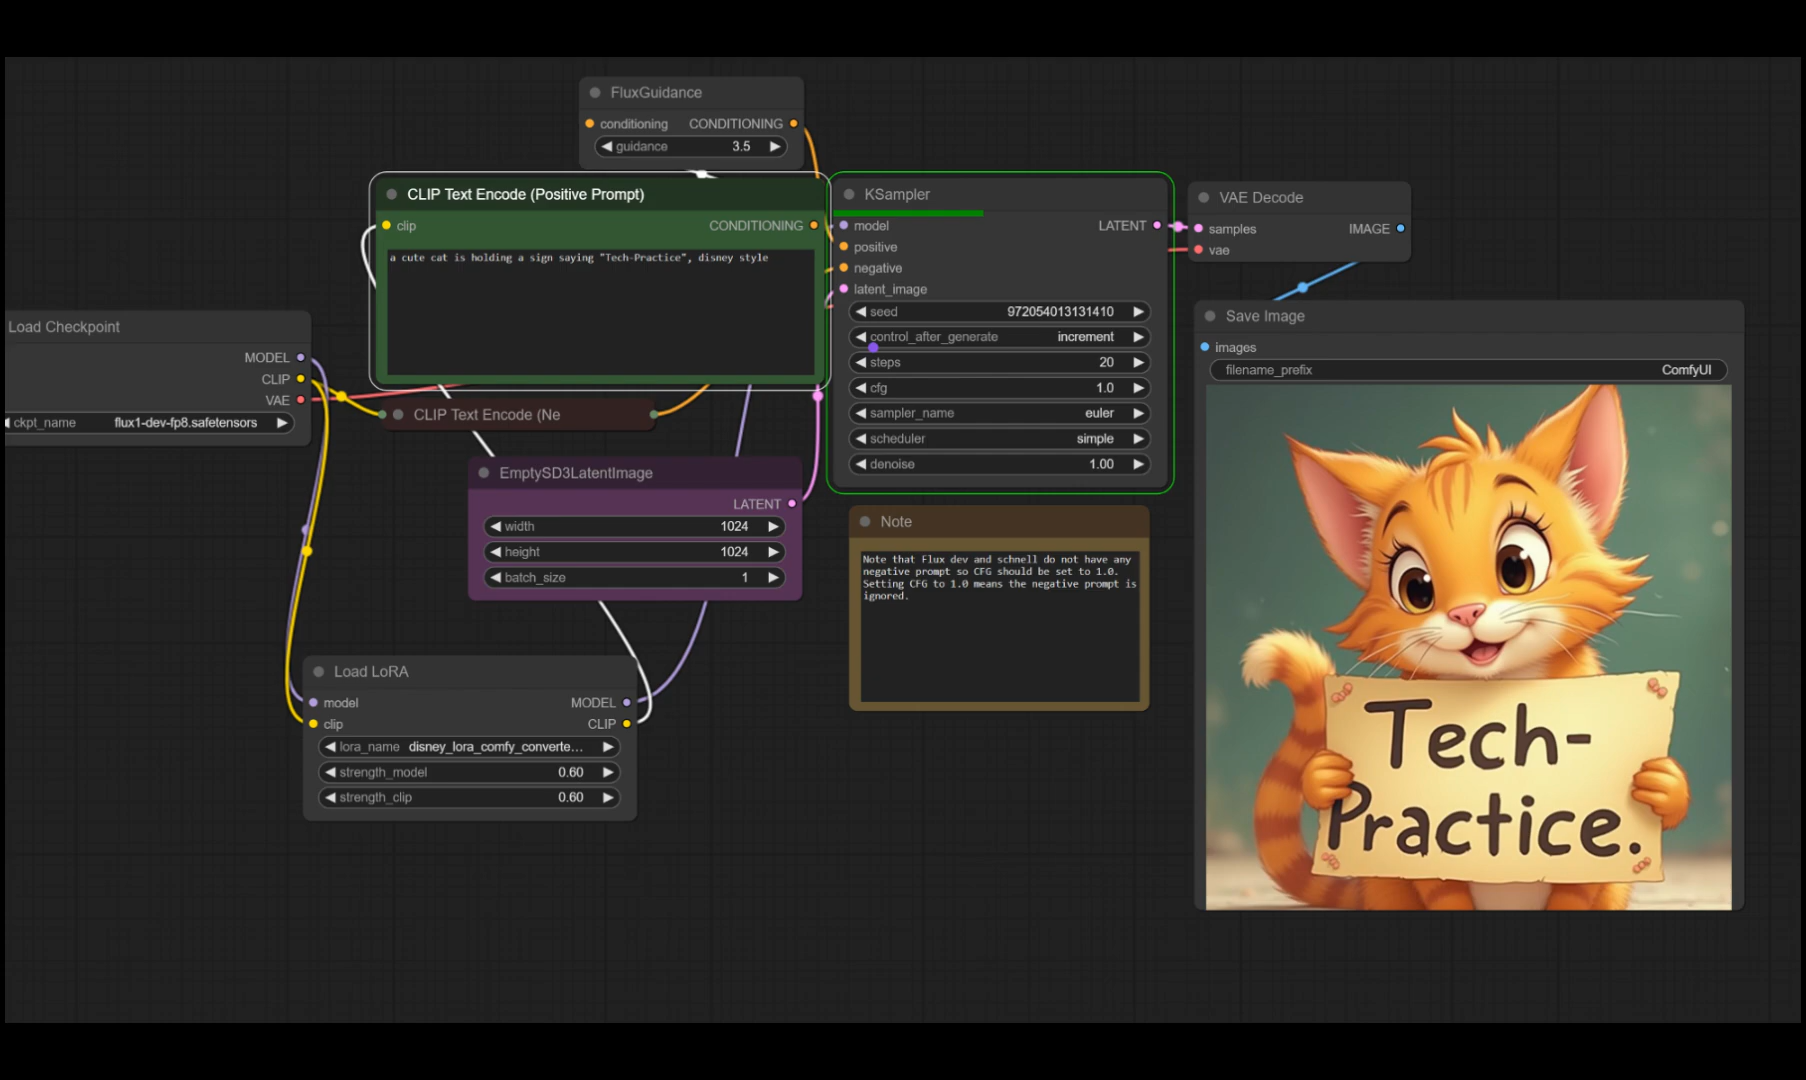 FluxGuidance
conditioning CONDITIONING
guidance 3.5
CLIP Text Encode (Positive Prompt)
clip CONDITIONING
a cute cat is holding a sign saying "Tech-Practice", disney style
Load Checkpoint
MODEL
CLIP
VAE
ckpt_name flux1-dev-fp8.safetensors
CLIP Text Encode (Ne
EmptySD3LatentImage
LATENT
width 1024
height 1024
batch_size 1
Load LoRA
model MODEL
clip CLIP
lora_name disney_lora_comfy_converte...
strength_model 0.60
strength_clip 0.60
KSampler
model LATENT
positive
negative
latent_image
seed 972054013131410
control_after_generate increment
steps 20
cfg 1.0
sampler_name euler
scheduler simple
denoise 1.00
Note
Note that Flux dev and schnell do not have any
negative prompt so CFG should be set to 1.0.
Setting CFG to 1.0 means the negative prompt is
ignored.
VAE Decode
samples IMAGE
vae
Save Image
images
filename_prefix ComfyUI
Tech-
Practice.